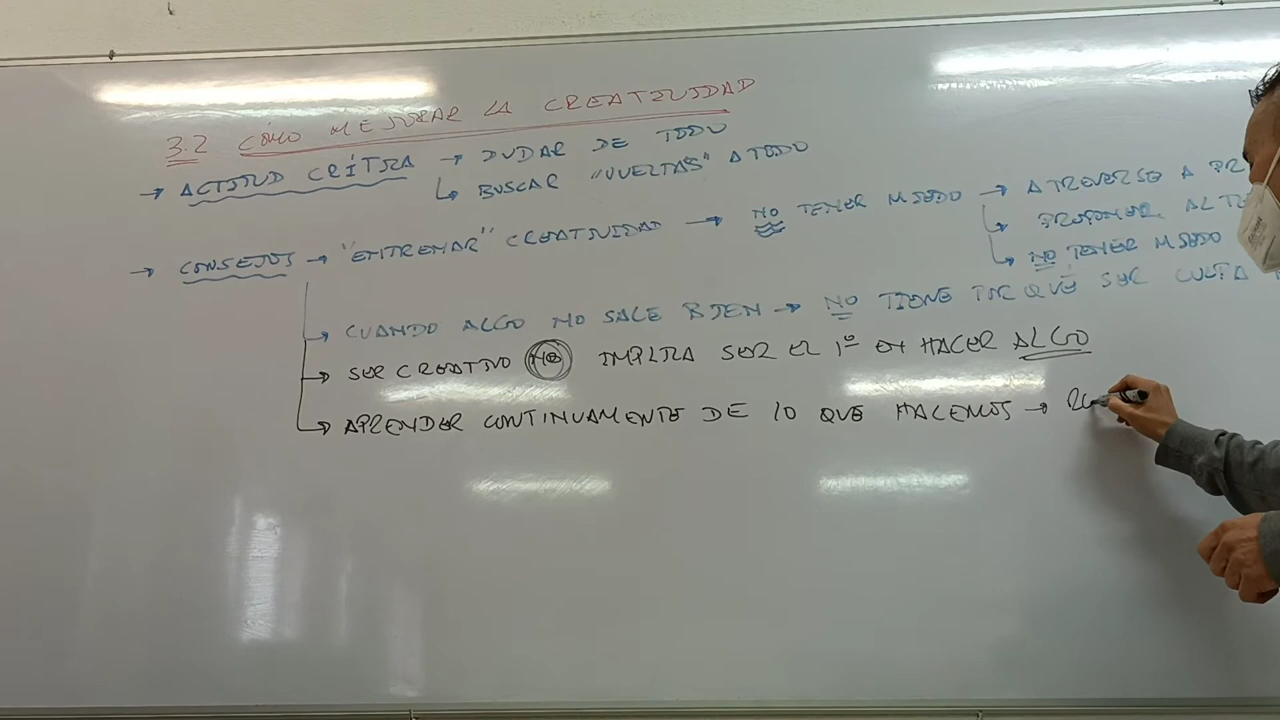 3.2 CÓMO MEJORAR LA CREATIVIDAD
→ ACTITUD CRÍTICA → DUDAR DE TODO
↳ BUSCAR "VUELTAS" A TODO
→ CONSEJOS → "ENTRENAR" CREATIVIDAD → NO TENER MIEDO → ATREVERSE A PR
↳ PROPONER ALT
↳ NO TENER MIEDO
↳ CUANDO ALGO NO SALE BIEN → NO TIENE POR QUÉ SER CULPA
→ SER CREATIVO NO IMPLICA SER EL 1º EN HACER ALGO
↳ APRENDER CONTINUAMENTE DE LO QUE HACEMOS →